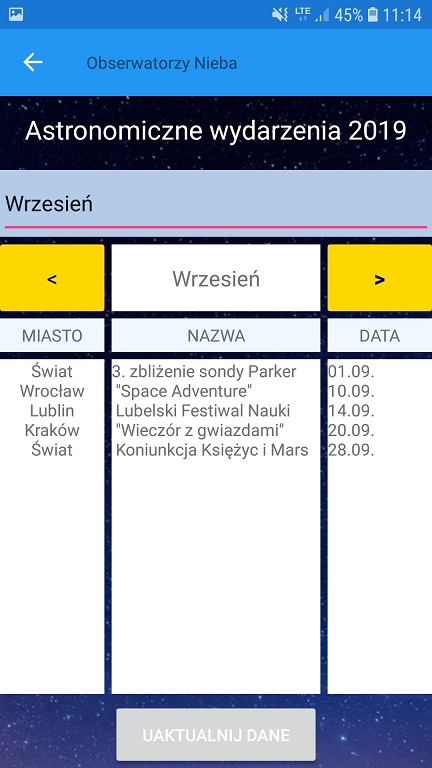 LTE 45% 11:14
Obserwatorzy Nieba
Astronomiczne wydarzenia 2019
Wrzesień
< Wrzesień >
MIASTO NAZWA DATA
Świat 3. zbliżenie sondy Parker 01.09.
Wrocław "Space Adventure" 10.09.
Lublin Lubelski Festiwal Nauki 14.09.
Kraków "Wieczór z gwiazdami" 20.09.
Świat Koniunkcja Księżyc i Mars 28.09.
UAKTUALNIJ DANE